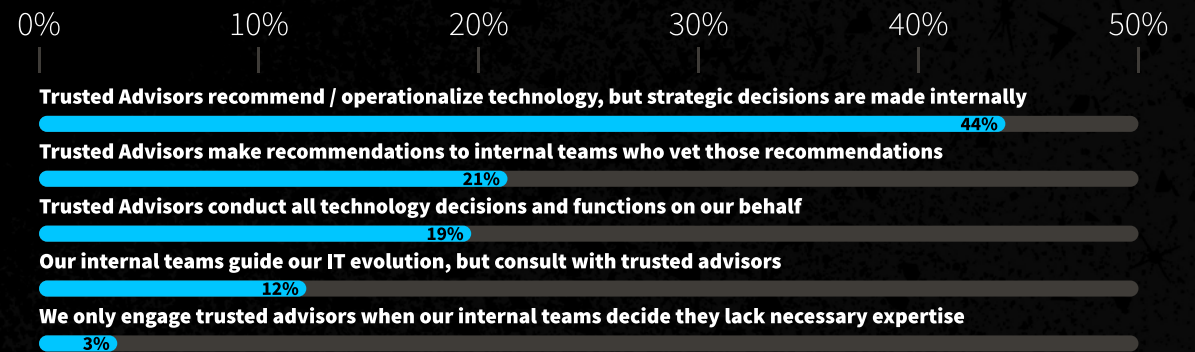 0% 10% 20% 30% 40% 50%
Trusted Advisors recommend / operationalize technology, but strategic decisions are made internally
44%
Trusted Advisors make recommendations to internal teams who vet those recommendations
21%
Trusted Advisors conduct all technology decisions and functions on our behalf
19%
Our internal teams guide our IT evolution, but consult with trusted advisors
12%
We only engage trusted advisors when our internal teams decide they lack necessary expertise
3%